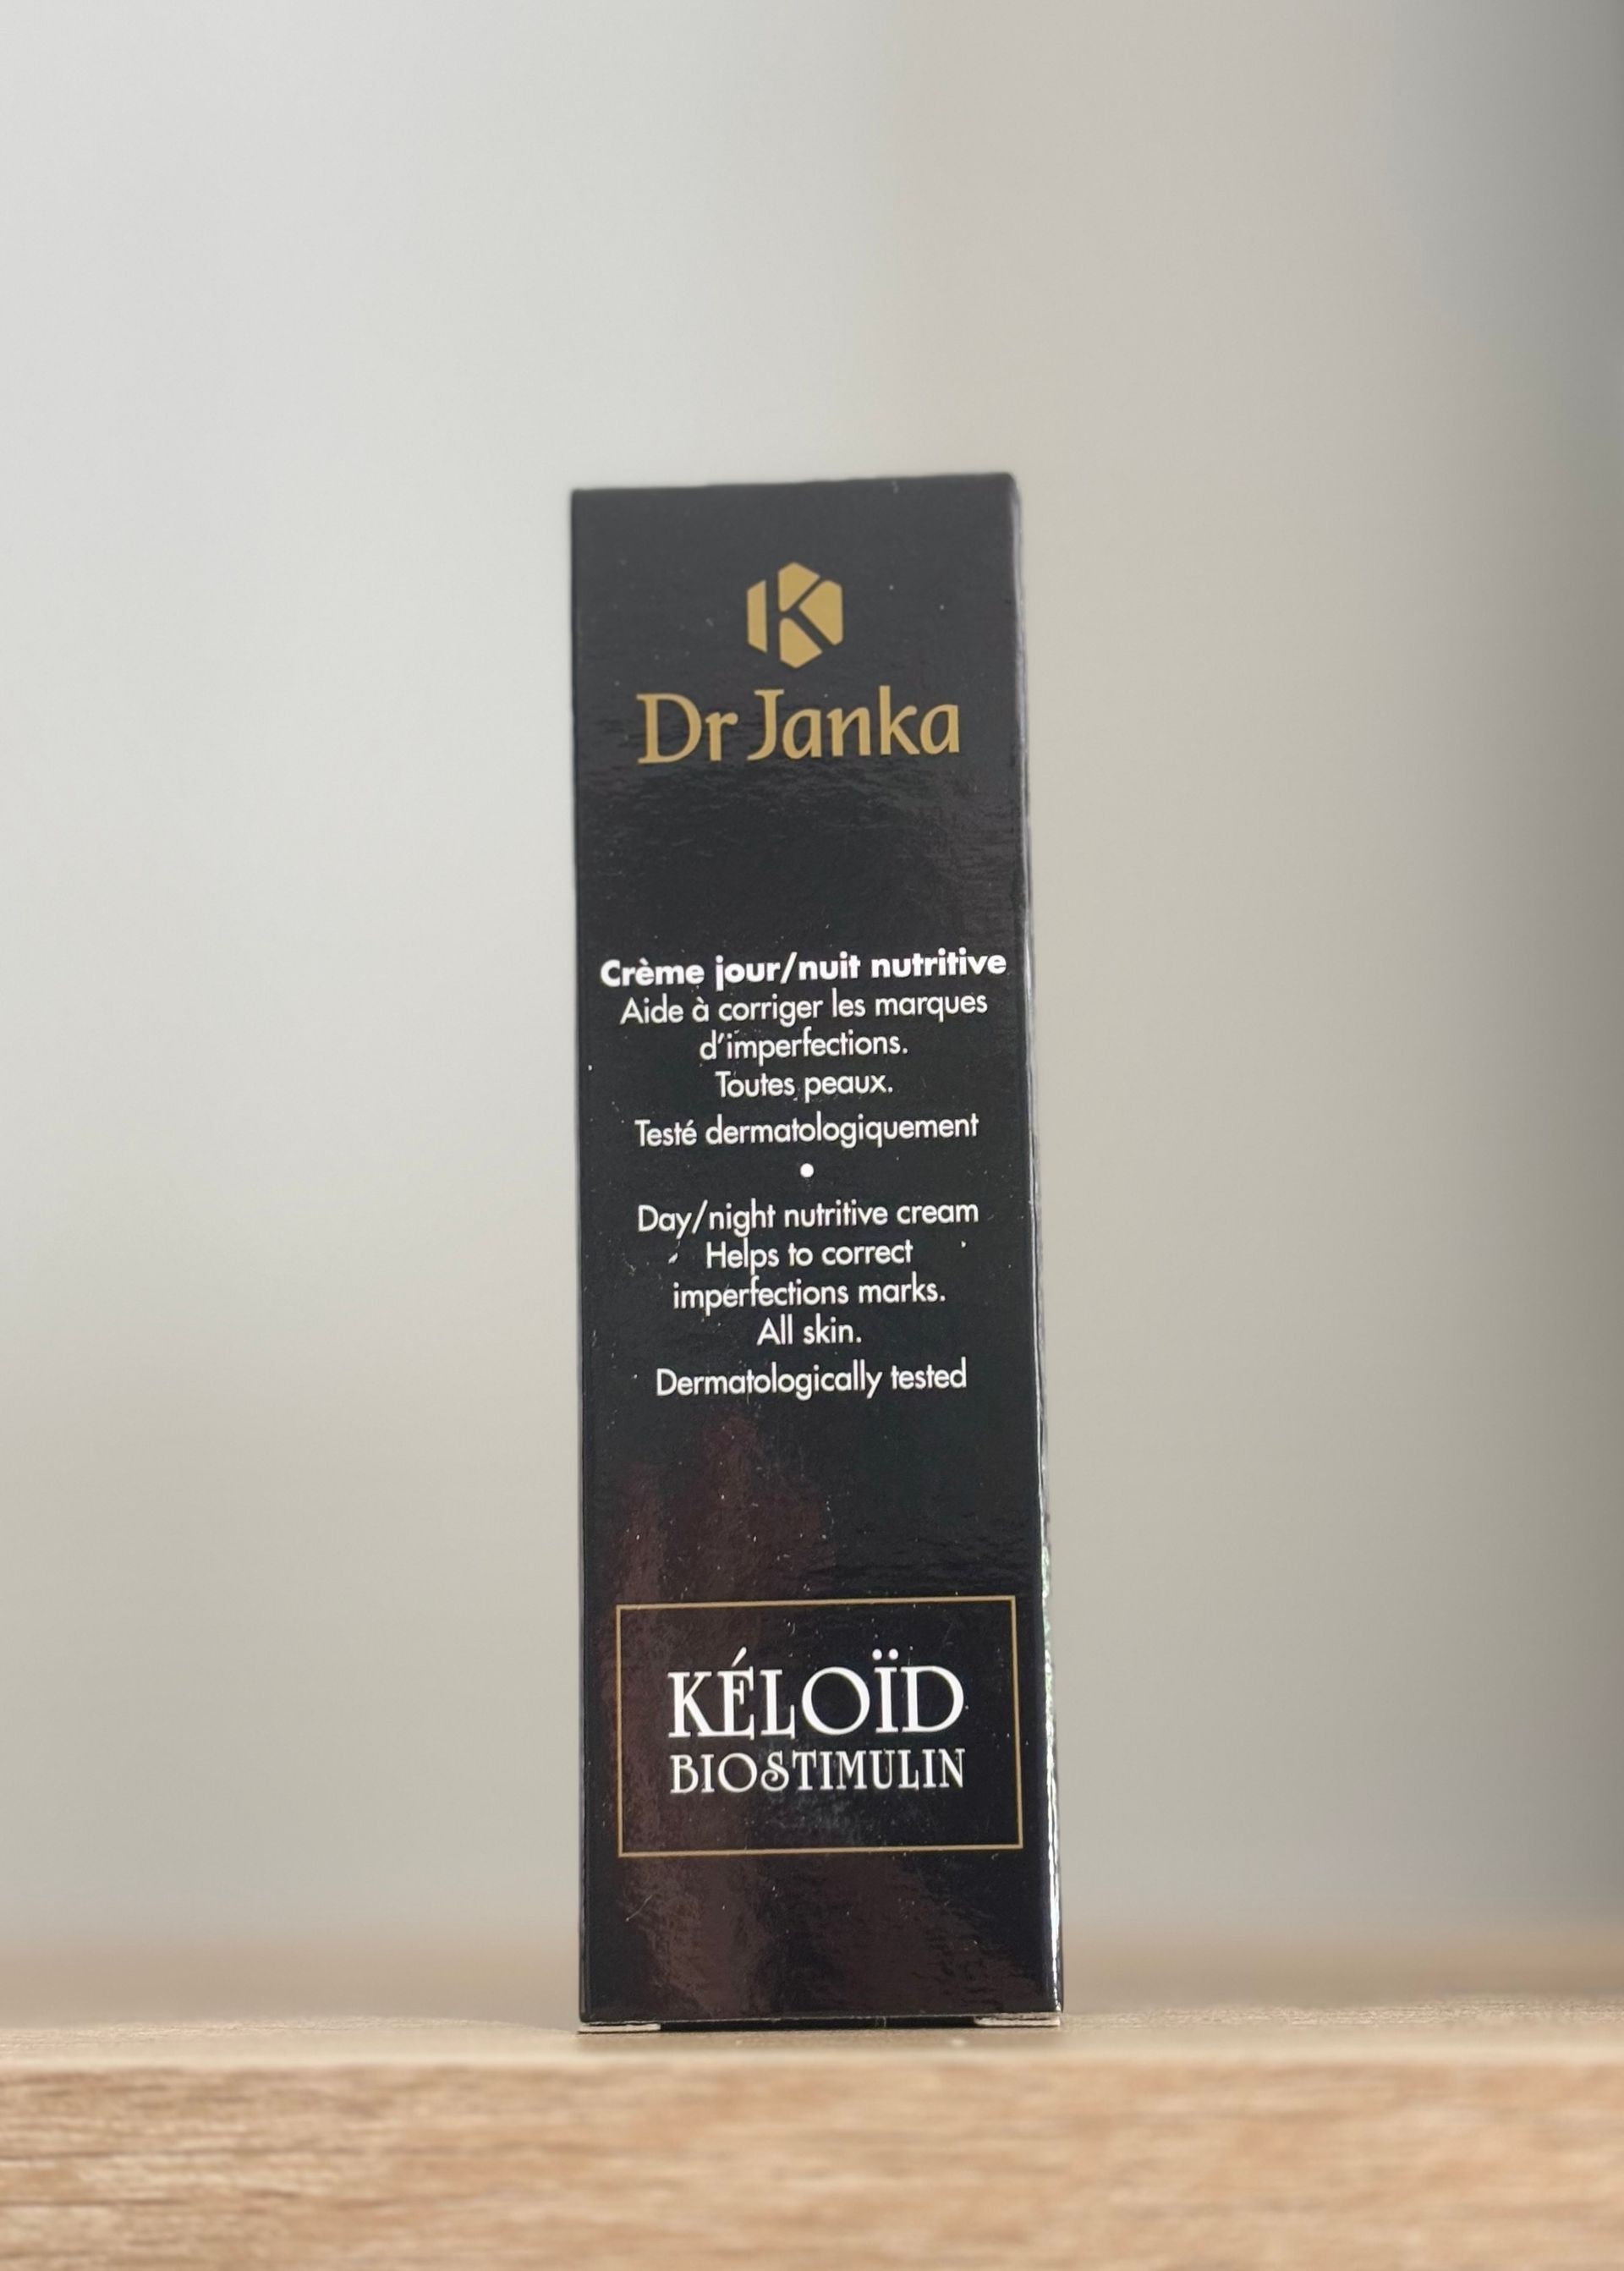 Dr Janka
Crème jour/nuit nutritive
Aide à corriger les marques
d'imperfections.
Toutes peaux.
Testé dermatologiquement
•
Day/night nutritive cream
Helps to correct
imperfections marks.
All skin.
Dermatologically tested
KÉLOÏD
BIOSTIMULIN